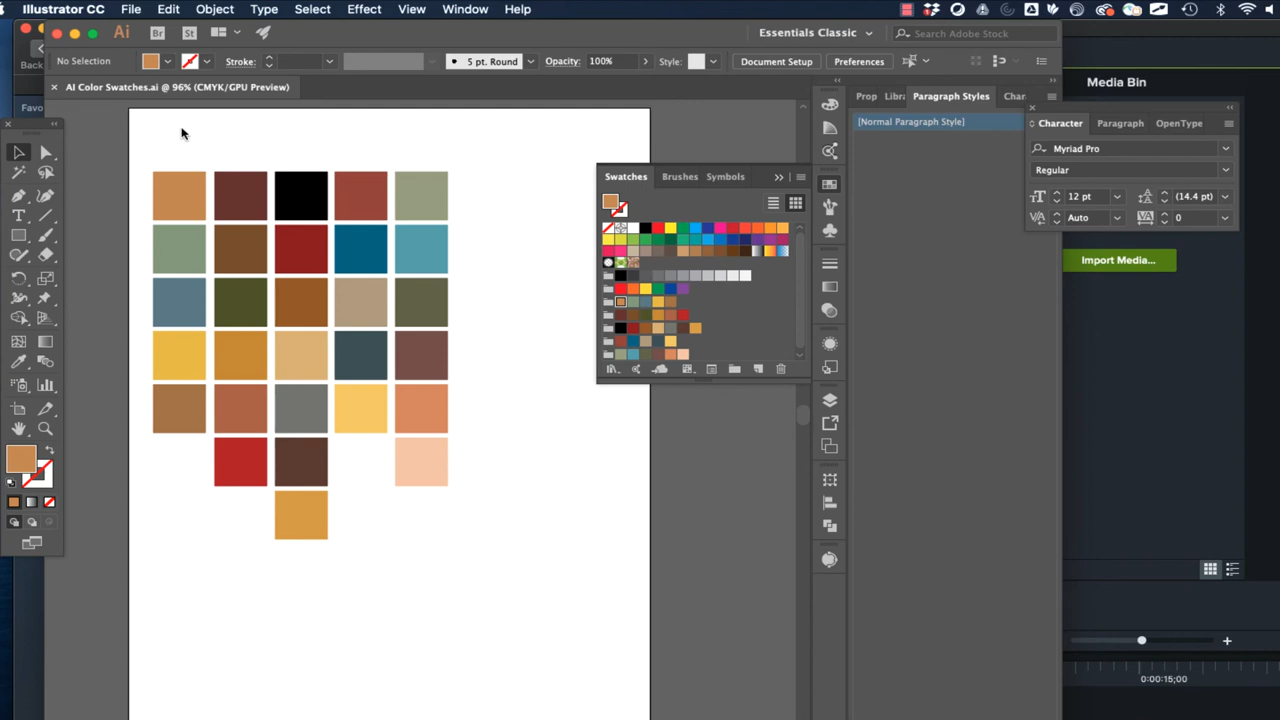 Illustrator CC File Edit Object Type Select Effect View Window Help
Ai Br St Essentials Classic Search Adobe Stock
Back
No Selection Stroke: 5 pt. Round Opacity: 100% Style: Document Setup Preferences
Media Bin
AI Color Swatches.ai @ 96% (CMYK/GPU Preview)
Prop Libr Paragraph Styles Char
Favo
[Normal Paragraph Style]
Character Paragraph OpenType
Myriad Pro
Regular
Swatches Brushes Symbols
12 pt (14.4 pt)
Auto 0
Import Media...
0:00:15;00